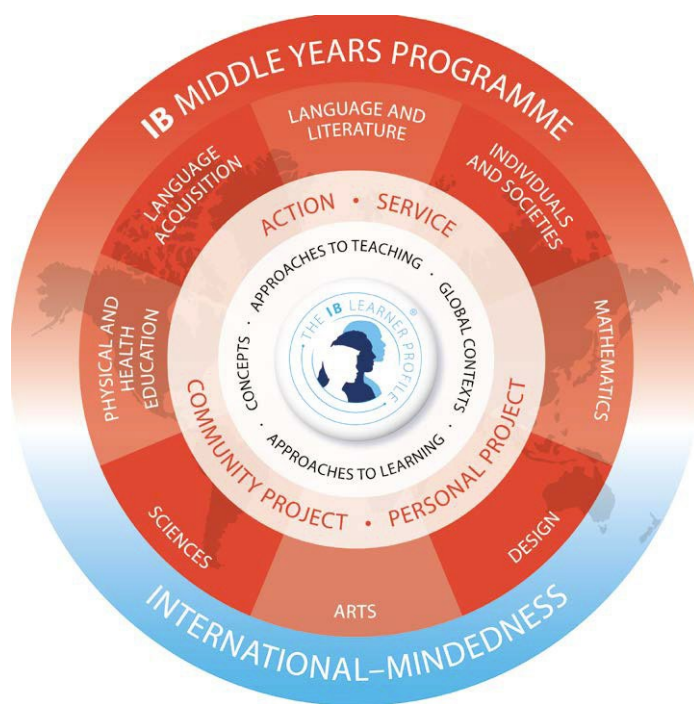 IB MIDDLE YEARS PROGRAMME
LANGUAGE AND
LITERATURE
INDIVIDUALS
AND SOCIETIES
MATHEMATICS
DESIGN
ARTS
SCIENCES
PHYSICAL AND
HEALTH
EDUCATION
LANGUAGE
ACQUISITION
ACTION • SERVICE
PERSONAL PROJECT
• COMMUNITY PROJECT
APPROACHES TO TEACHING
· GLOBAL CONTEXTS
· APPROACHES TO LEARNING
· CONCEPTS ·
· THE IB LEARNER PROFILE · ®
INTERNATIONAL–MINDEDNESS